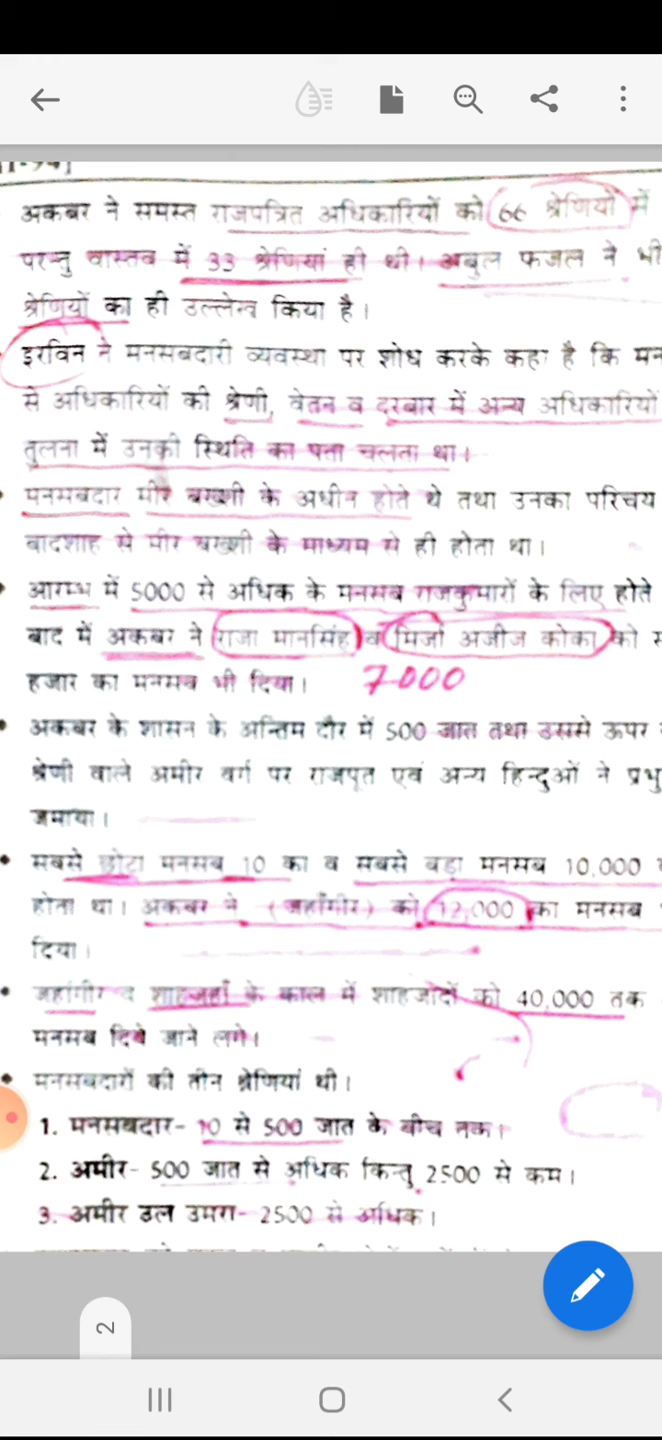 अकबर ने समस्त राजपत्रित अधिकारियों को 66 श्रेणियों में
परन्तु वास्तव में 33 श्रेणियां ही थी। अबुल फजल ने भी
श्रेणियों का ही उल्लेख किया है।
इरविन ने मनसबदारी व्यवस्था पर शोध करके कहा है कि
से अधिकारियों की श्रेणी, वेतन व दरबार में अन्य अधिकारियों
तुलना में उनकी स्थिति का पता चलता था।
मनसबदार मीर बख्शी के अधीन होते थे तथा उनका परिचय
बादशाह से मीर बख्शी के माध्यम से ही होता था।
• आरम्भ में 5000 से अधिक के मनसब राजकुमारों के लिए होते
बाद में अकबर ने राजा मानसिंह व मिर्जा अजीज कोका को
हजार का मनसब भी दिया। 7000
• अकबर के शासन के अन्तिम दौर में 500 जात तथा उससे ऊपर
श्रेणी वाले अमीर वर्ग पर राजपूत एवं अन्य हिन्दुओं ने
जमाया।
• सबसे छोटा मनसब 10 का व सबसे बड़ा मनसब 10,000
होता था। अकबर ने (जहाँगीर) को 12,000 का मनसब
दिया।
• जहांगीर व शाहजहाँ के काल में शाहजादों को 40,000 तक
मनसब दिये जाने लगे।
• मनसबदारों की तीन श्रेणियां थी।
1. मनसबदार- 10 से 500 जात के बीच तक।
2. अमीर- 500 जात से अधिक किन्तु 2500 से कम।
3. अमीर उल उमरा- 2500 से अधिक।
2